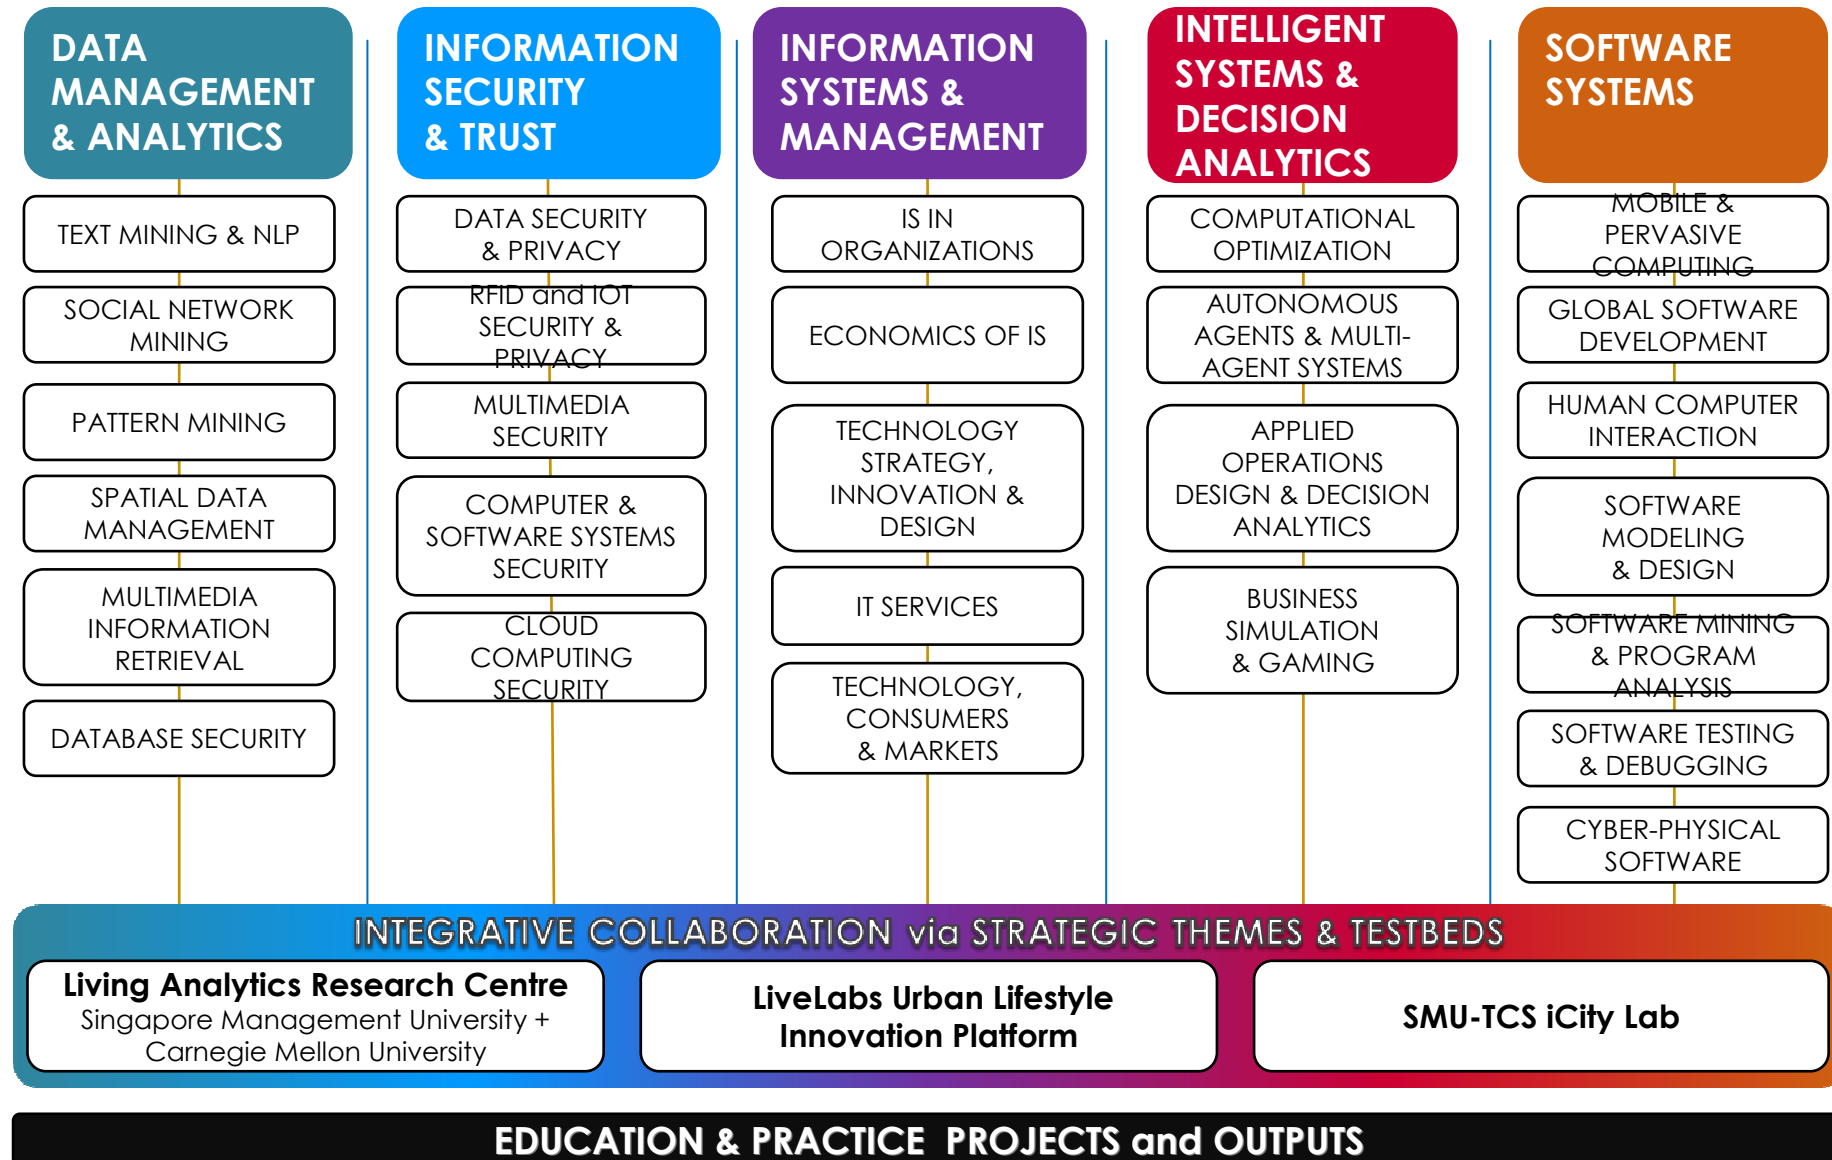 DATA
MANAGEMENT
& ANALYTICS
TEXT MINING & NLP
SOCIAL NETWORK
MINING
PATTERN MINING
SPATIAL DATA
MANAGEMENT
MULTIMEDIA
INFORMATION
RETRIEVAL
DATABASE SECURITY
INFORMATION
SECURITY
& TRUST
DATA SECURITY
& PRIVACY
RFID and IOT
SECURITY &
PRIVACY
MULTIMEDIA
SECURITY
COMPUTER &
SOFTWARE SYSTEMS
SECURITY
CLOUD
COMPUTING
SECURITY
INFORMATION
SYSTEMS &
MANAGEMENT
IS IN
ORGANIZATIONS
ECONOMICS OF IS
TECHNOLOGY
STRATEGY,
INNOVATION &
DESIGN
IT SERVICES
TECHNOLOGY,
CONSUMERS
& MARKETS
INTELLIGENT
SYSTEMS &
DECISION
ANALYTICS
COMPUTATIONAL
OPTIMIZATION
AUTONOMOUS
AGENTS & MULTI-
AGENT SYSTEMS
APPLIED
OPERATIONS
DESIGN & DECISION
ANALYTICS
BUSINESS
SIMULATION
& GAMING
SOFTWARE
SYSTEMS
MOBILE &
PERVASIVE
COMPUTING
GLOBAL SOFTWARE
DEVELOPMENT
HUMAN COMPUTER
INTERACTION
SOFTWARE
MODELING
& DESIGN
SOFTWARE MINING
& PROGRAM
ANALYSIS
SOFTWARE TESTING
& DEBUGGING
CYBER-PHYSICAL
SOFTWARE
INTEGRATIVE COLLABORATION via STRATEGIC THEMES & TESTBEDS
Living Analytics Research Centre
Singapore Management University +
Carnegie Mellon University
LiveLabs Urban Lifestyle
Innovation Platform
SMU-TCS iCity Lab
EDUCATION & PRACTICE PROJECTS and OUTPUTS